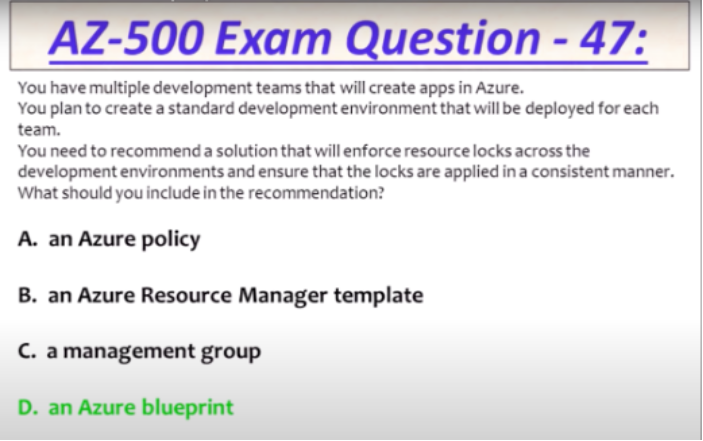 AZ-500 Exam Question - 47:
You have multiple development teams that will create apps in Azure.
You plan to create a standard development environment that will be deployed for each
team.
You need to recommend a solution that will enforce resource locks across the
development environments and ensure that the locks are applied in a consistent manner.
What should you include in the recommendation?
A. an Azure policy
B. an Azure Resource Manager template
C. a management group
D. an Azure blueprint